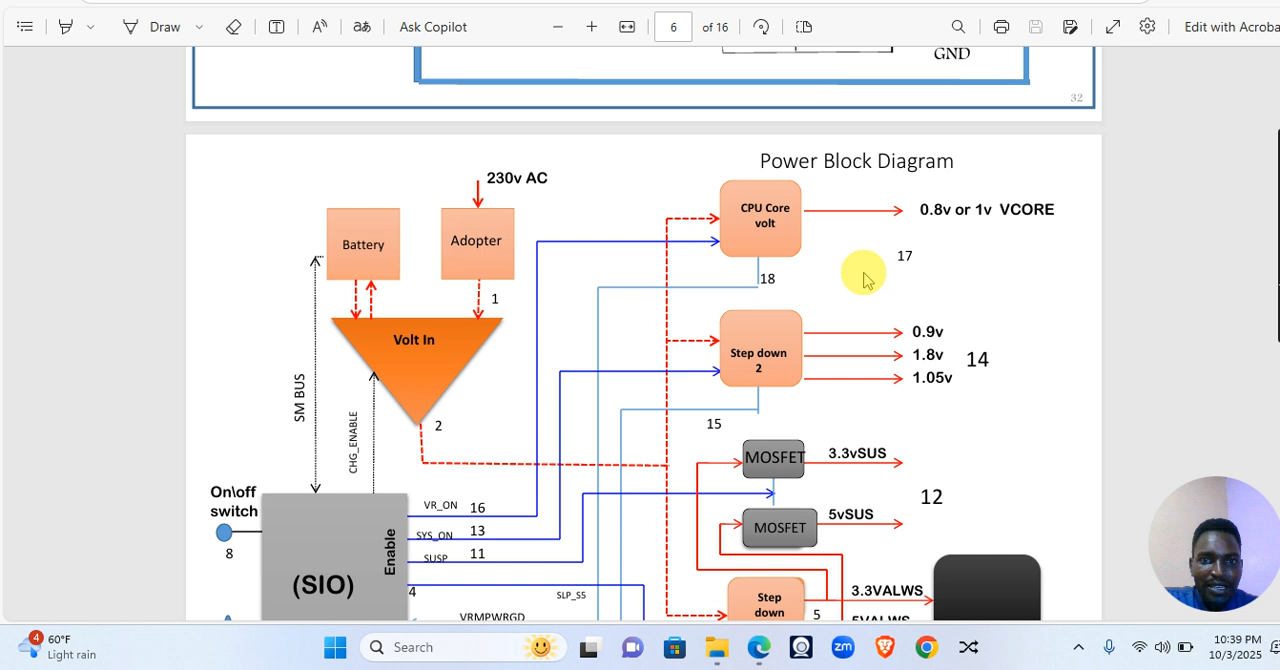 Draw
Ask Copilot
6
of 16
Edit with Acroba
GND
32
Power Block Diagram
230v AC
Battery
Adopter
CPU Core
volt
0.8v or 1v VCORE
17
18
1
Volt In
Step down
2
0.9v
1.8v
1.05v
14
15
SM BUS
CHG_ENABLE
2
MOSFET
3.3vSUS
12
MOSFET
5vSUS
On\off
switch
8
(SIO)
Enable
VR_ON
16
SYS_ON
13
SUSP
11
4
SLP_S5
VRMPWRGD
Step
down
5
3.3VALWS
5VALWS
4
60°F
Light rain
Search
zm
10:39 PM
10/3/2025